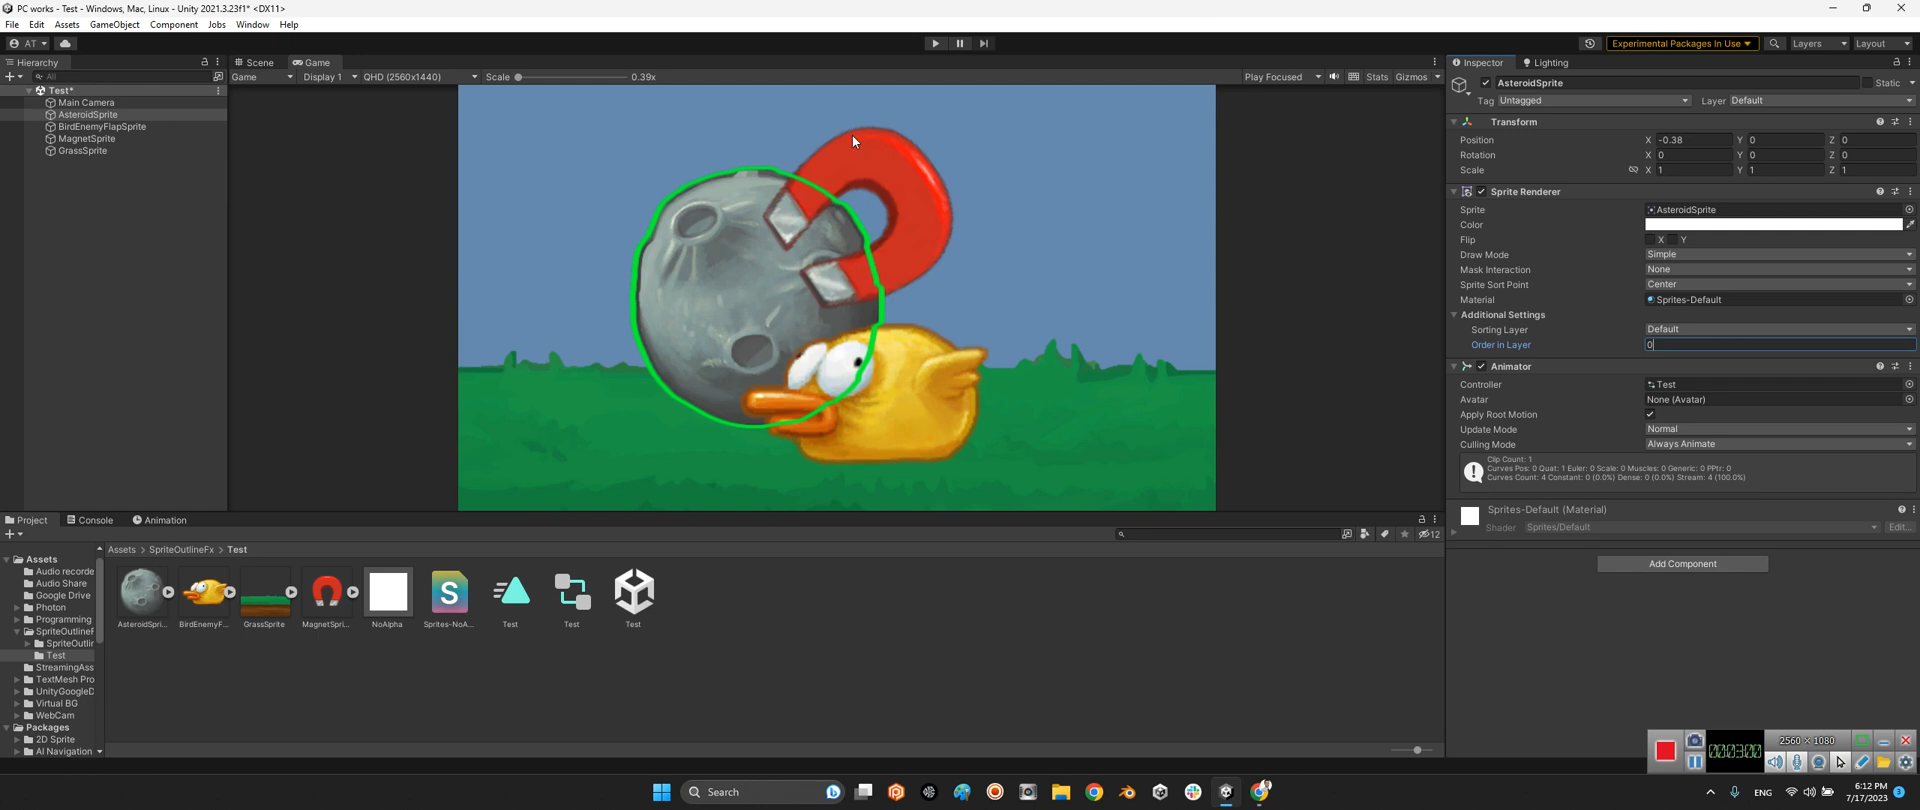 PC works - Test - Windows, Mac, Linux - Unity 2021.3.23f1* <DX11>
File Edit Assets GameObject Component Jobs Window Help
AT Experimental Packages In Use Layers Layout
Hierarchy Scene Game Inspector Lighting
All Game Display 1 QHD (2560x1440) Scale 0.39x Play Focused Stats Gizmos
Test*
Main Camera
AsteroidSprite
BirdEnemyFlapSprite
MagnetSprite
GrassSprite
AsteroidSprite Static
Tag Untagged Layer Default
Transform
Position X -0.38 Y 0 Z 0
Rotation X 0 Y 0 Z 0
Scale X 1 Y 1 Z 1
Sprite Renderer
Sprite AsteroidSprite
Color
Flip X Y
Draw Mode Simple
Mask Interaction None
Sprite Sort Point Center
Material Sprites-Default
Additional Settings
Sorting Layer Default
Order in Layer 0
Animator
Controller Test
Avatar None (Avatar)
Apply Root Motion
Update Mode Normal
Culling Mode Always Animate
Clip Count: 1
Curves Pos: 0 Quat: 1 Euler: 0 Scale: 0 Muscles: 0 Generic: 0 PPtr: 0
Curves Count: 4 Constant: 0 (0.0%) Dense: 0 (0.0%) Stream: 4 (100.0%)
Sprites-Default (Material)
Shader Sprites/Default Edit...
Add Component
Project Console Animation
12
Assets > SpriteOutlineFx > Test
Assets
Audio recorde
Audio Share
Google Drive
Photon
Programming
SpriteOutlineF
SpriteOutlir
Test
StreamingAss
TextMesh Pro
UnityGoogleD
Virtual BG
WebCam
Packages
2D Sprite
AI Navigation
AsteroidSpri... BirdEnemyF... GrassSprite MagnetSpri... NoAlpha Sprites-NoA... Test Test Test
2560 × 1080
00:03:00
Search
ENG 6:12 PM
7/17/2023 3